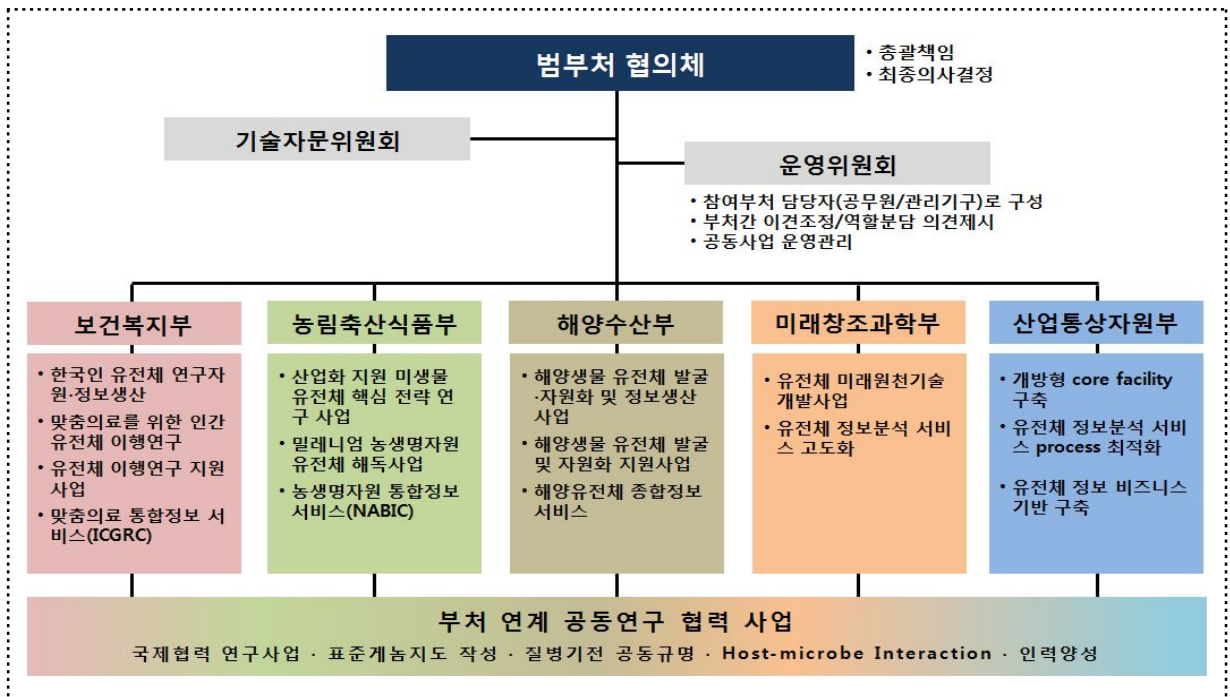 범부처 협의체
• 총괄책임
• 최종의사결정
기술자문위원회
운영위원회
• 참여부처 담당자(공무원/관리기구)로 구성
• 부처간 이견조정/역할분담 의견제시
• 공동사업 운영관리
보건복지부
• 한국인 유전체 연구자
원·정보생산
• 맞춤의료를 위한 인간
유전체 이행연구
• 유전체 이행연구 지원
사업
• 맞춤의료 통합정보 서
비스(ICGRC)
농림축산식품부
• 산업화 지원 미생물
유전체 핵심 전략 연
구 사업
• 밀레니엄 농생명자원
유전체 해독사업
• 농생명자원 통합정보
서비스(NABIC)
해양수산부
• 해양생물 유전체 발굴
·자원화 및 정보생산
사업
• 해양생물 유전체 발굴
및 자원화 지원사업
• 해양유전체 종합정보
서비스
미래창조과학부
• 유전체 미래원천기술
개발사업
• 유전체 정보분석 서비
스 고도화
산업통상자원부
• 개방형 core facility
구축
• 유전체 정보분석 서비
스 process 최적화
• 유전체 정보 비즈니스
기반 구축
부처 연계 공동연구 협력 사업
국제협력 연구사업 · 표준게놈지도 작성 · 질병기전 공동규명 · Host-microbe Interaction · 인력양성